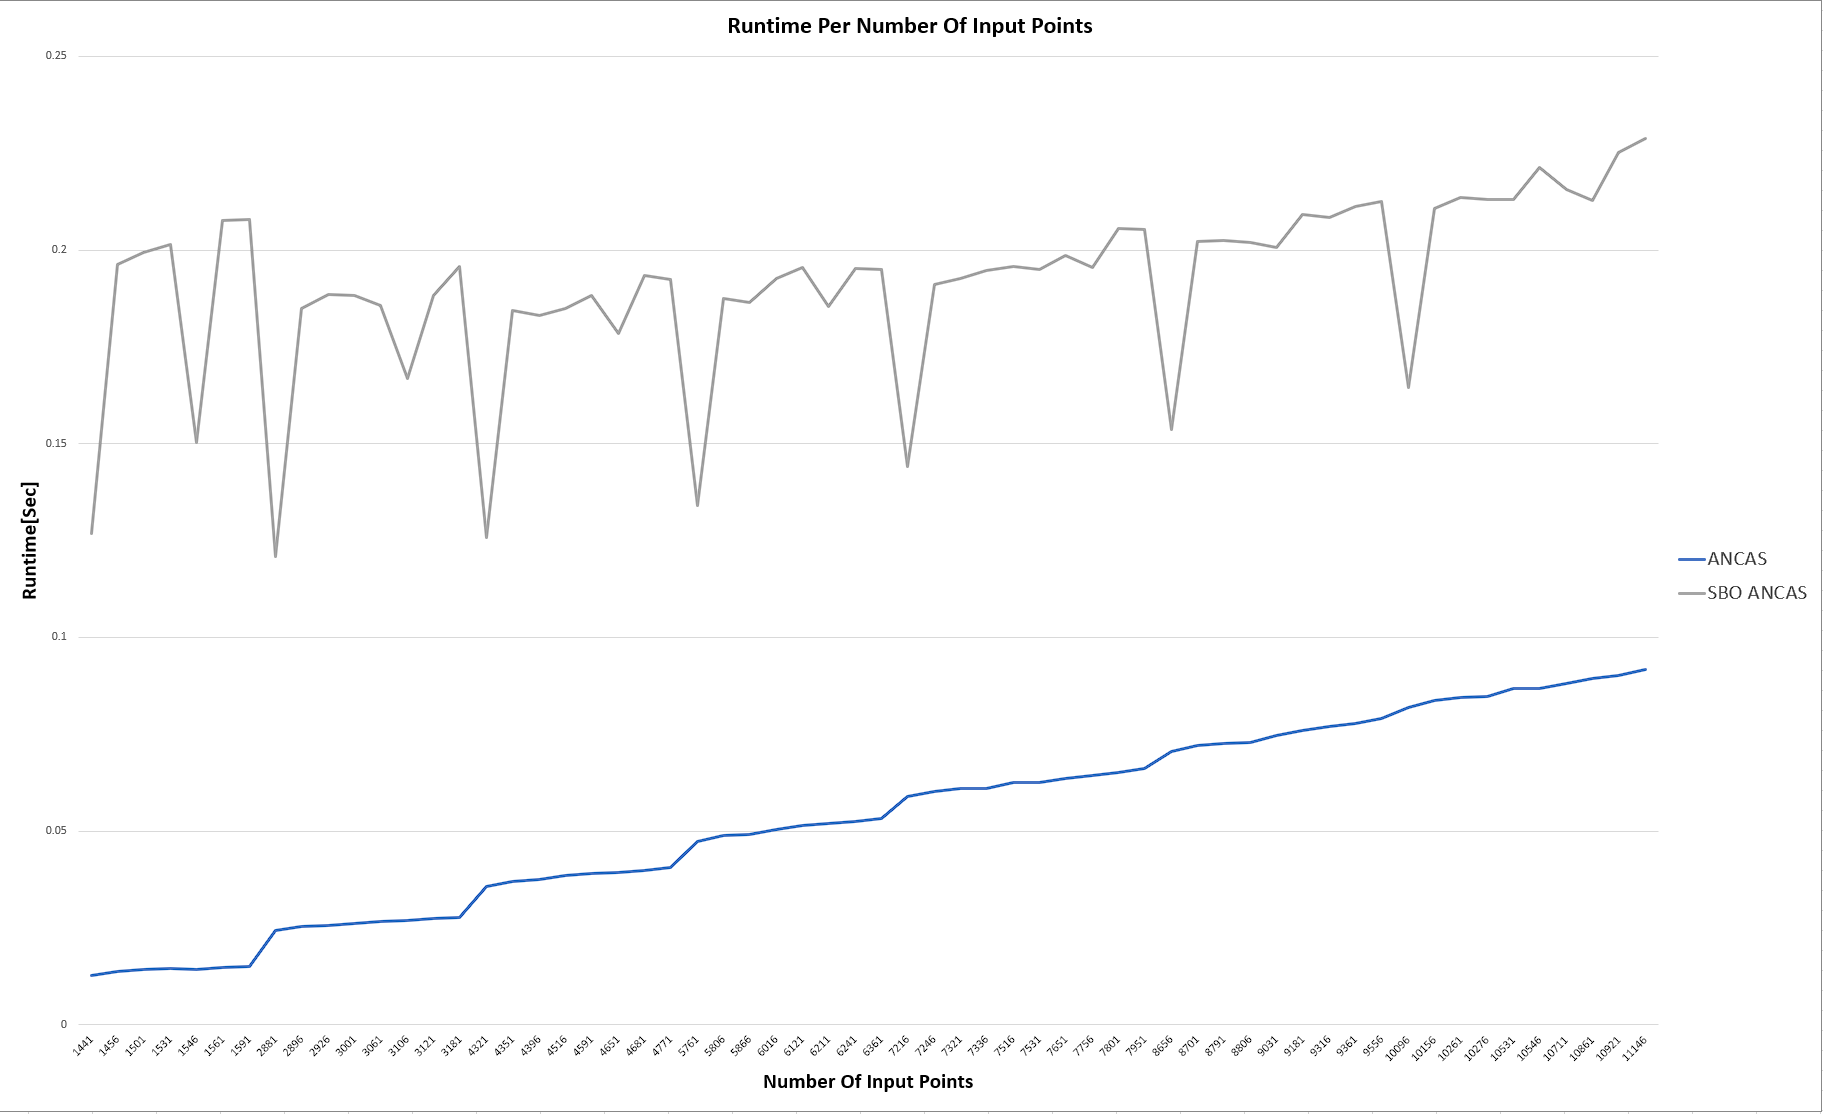 Runtime Per Number Of Input Points
0.25
0.2
0.15
0.1
0.05
0
Runtime[Sec]
ANCAS
SBO ANCAS
1441 1456 1501 1531 1546 1561 1591 2881 2896 2926 3001 3061 3106 3121 3181 4321 4351 4396 4516 4591 4651 4681 4771 5761 5806 5866 6016 6121 6211 6241 6361 7216 7246 7321 7336 7516 7531 7651 7756 7801 7951 8656 8701 8791 8806 9031 9181 9316 9361 9556 10096 10156 10261 10276 10531 10546 10711 10861 10921 11146
Number Of Input Points